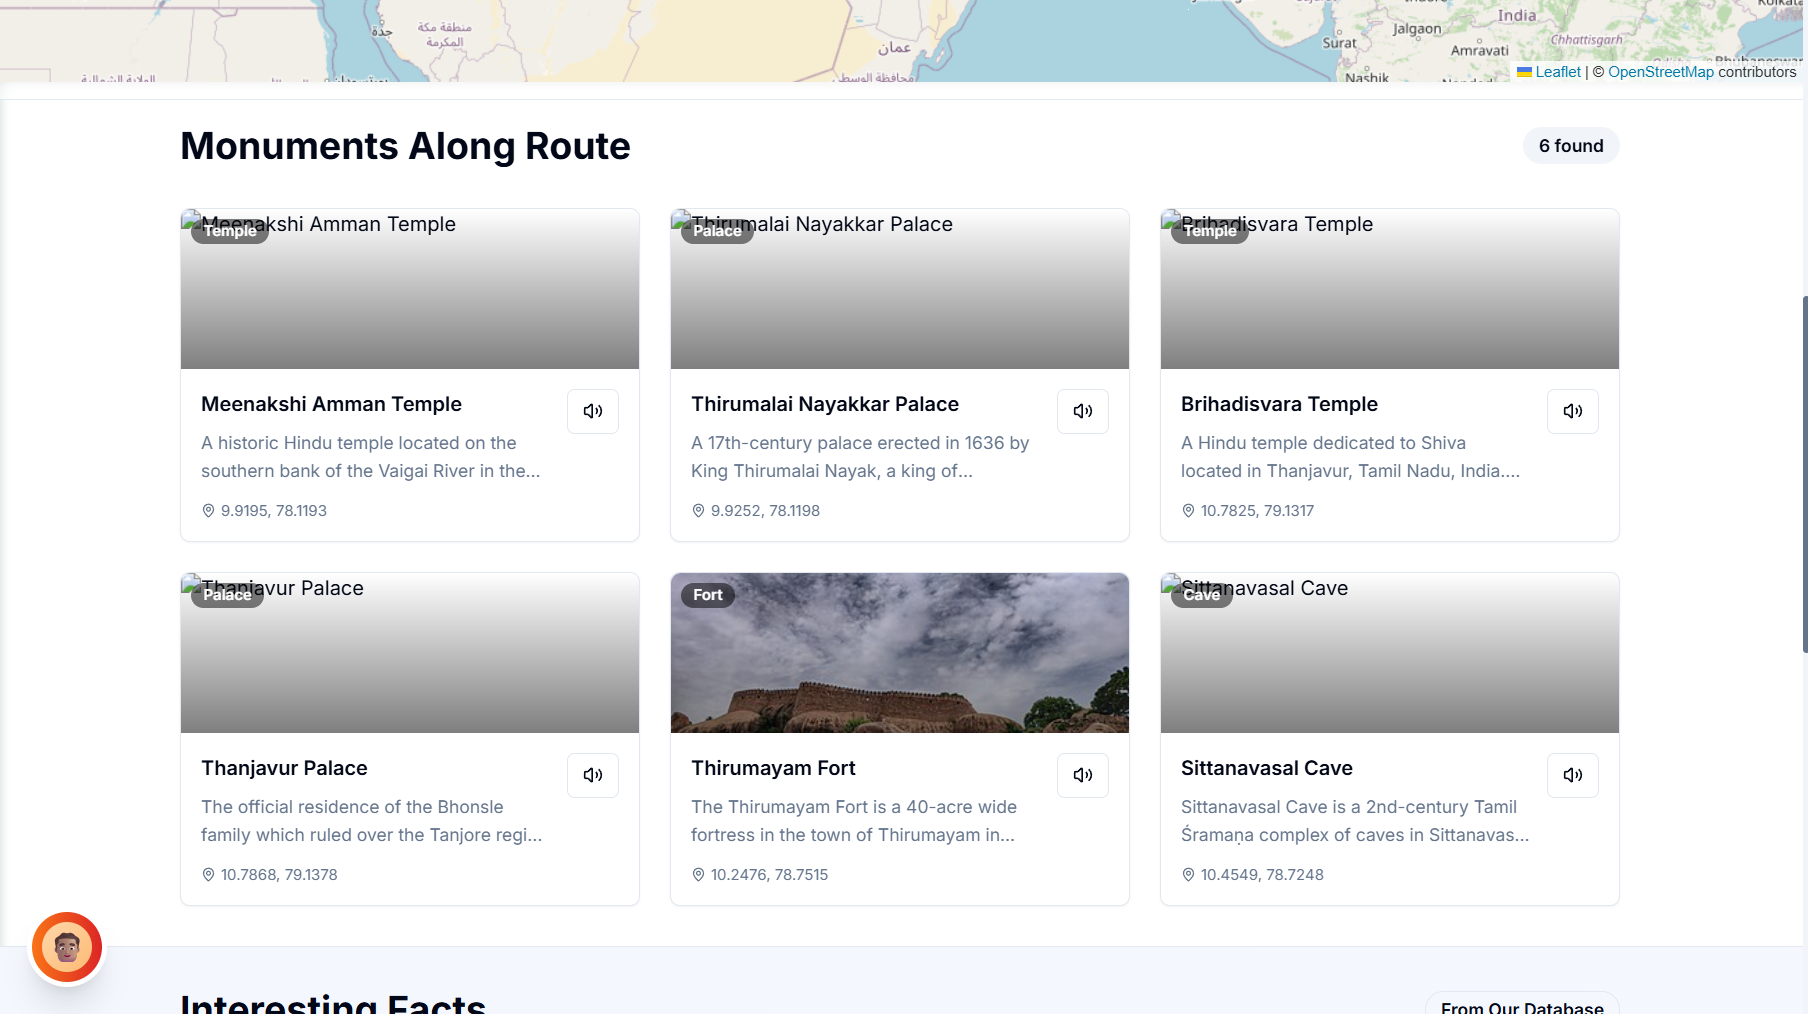 جدة
منطقة مكة
المكرمة
عمان
India
Jalgaon
Surat
Amravati
Chhattisgarh
Nashik
Leaflet | © OpenStreetMap contributors
Monuments Along Route
6 found
Meenakshi Amman Temple
Temple
Thirumalai Nayakkar Palace
Palace
Brihadisvara Temple
Temple
Meenakshi Amman Temple
A historic Hindu temple located on the
southern bank of the Vaigai River in the...
9.9195, 78.1193
Thirumalai Nayakkar Palace
A 17th-century palace erected in 1636 by
King Thirumalai Nayak, a king of...
9.9252, 78.1198
Brihadisvara Temple
A Hindu temple dedicated to Shiva
located in Thanjavur, Tamil Nadu, India....
10.7825, 79.1317
Thanjavur Palace
Palace
Fort
Sittanavasal Cave
Cave
Thanjavur Palace
The official residence of the Bhonsle
family which ruled over the Tanjore regi...
10.7868, 79.1378
Thirumayam Fort
The Thirumayam Fort is a 40-acre wide
fortress in the town of Thirumayam in...
10.2476, 78.7515
Sittanavasal Cave
Sittanavasal Cave is a 2nd-century Tamil
Śramaṇa complex of caves in Sittanavas...
10.4549, 78.7248
Interesting Facts
From Our Database